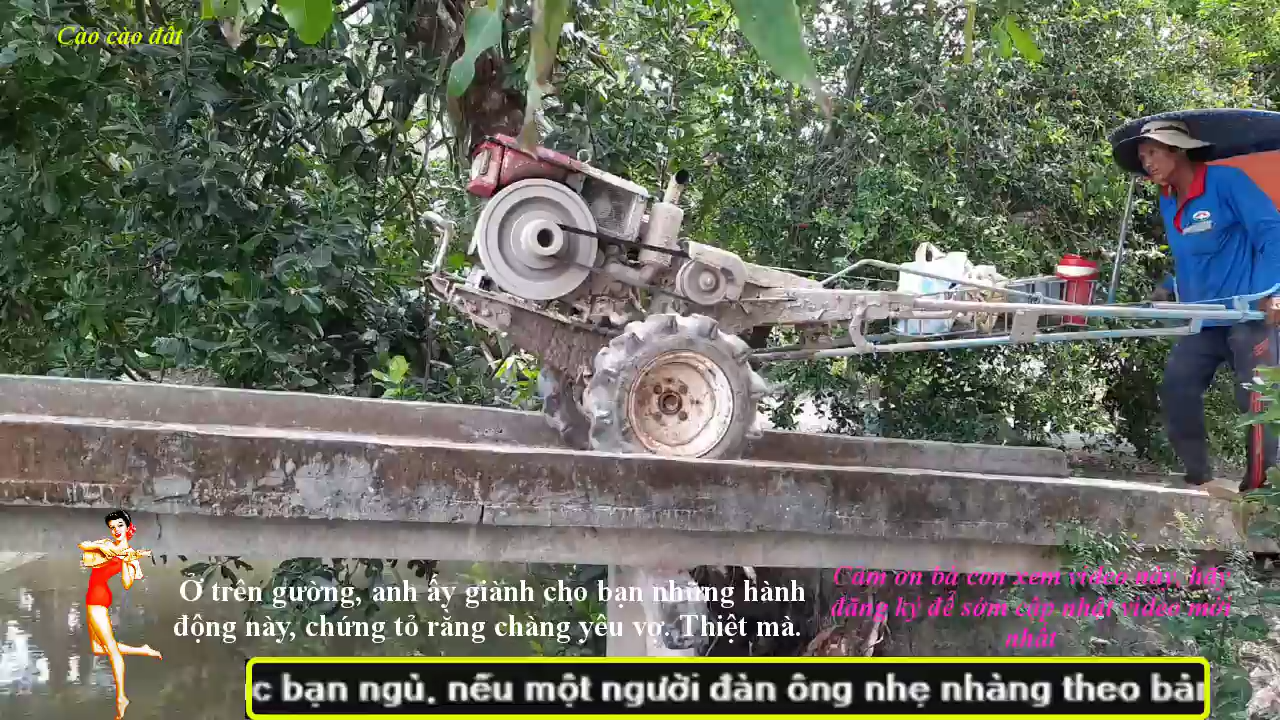 Cào cào đất
Ở trên gường, anh ấy giành cho bạn những hành
động này, chứng tỏ rằng chàng yêu vợ. Thiệt mà.
Cảm ơn bà con xem video này, hãy
đăng ký để sớm cập nhật video mới
nhất
c bạn ngủ. nếu một người đàn ông nhẹ nhàng theo bản